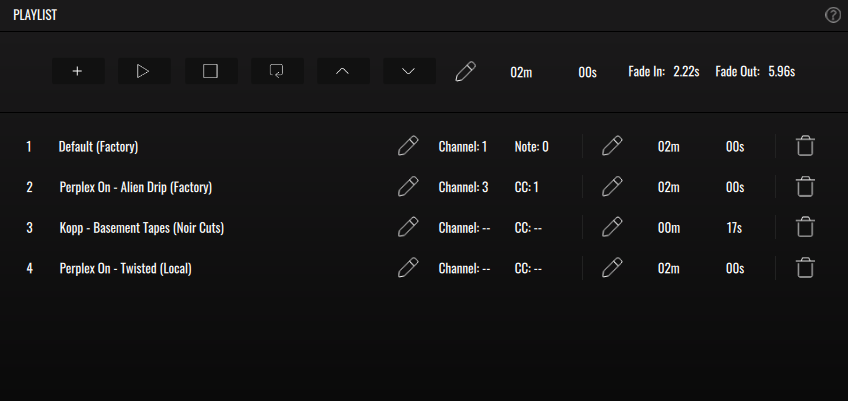 PLAYLIST ?
+ 02m 00s Fade In: 2.22s Fade Out: 5.96s
1 Default (Factory) Channel: 1 Note: 0 02m 00s
2 Perplex On - Alien Drip (Factory) Channel: 3 CC: 1 02m 00s
3 Kopp - Basement Tapes (Noir Cuts) Channel: -- CC: -- 00m 17s
4 Perplex On - Twisted (Local) Channel: -- CC: -- 02m 00s